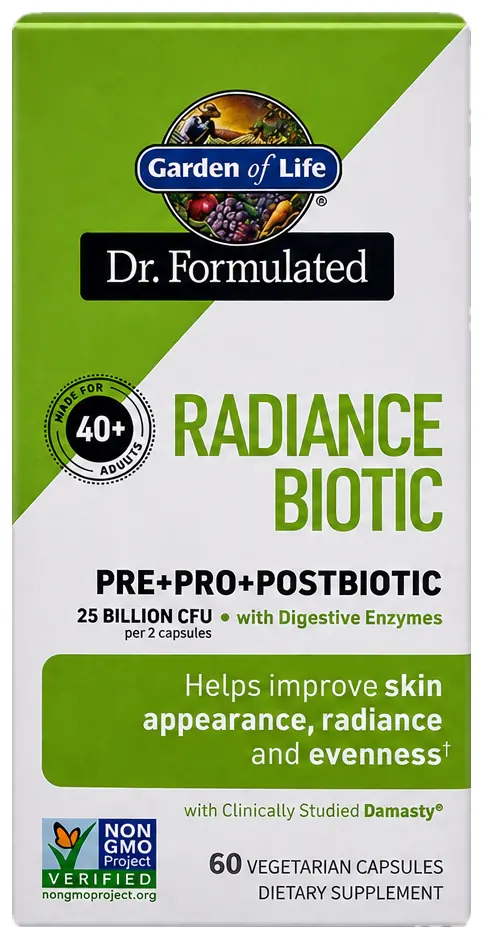 Garden of Life
®
Dr. Formulated
MADE FOR
40+
ADULTS
RADIANCE
BIOTIC
PRE+PRO+POSTBIOTIC
25 BILLION CFU • with Digestive Enzymes
per 2 capsules
Helps improve skin
appearance, radiance
and evenness†
with Clinically Studied Damasty®
NON
GMO
Project
VERIFIED
nongmoproject.org
60 VEGETARIAN CAPSULES
DIETARY SUPPLEMENT